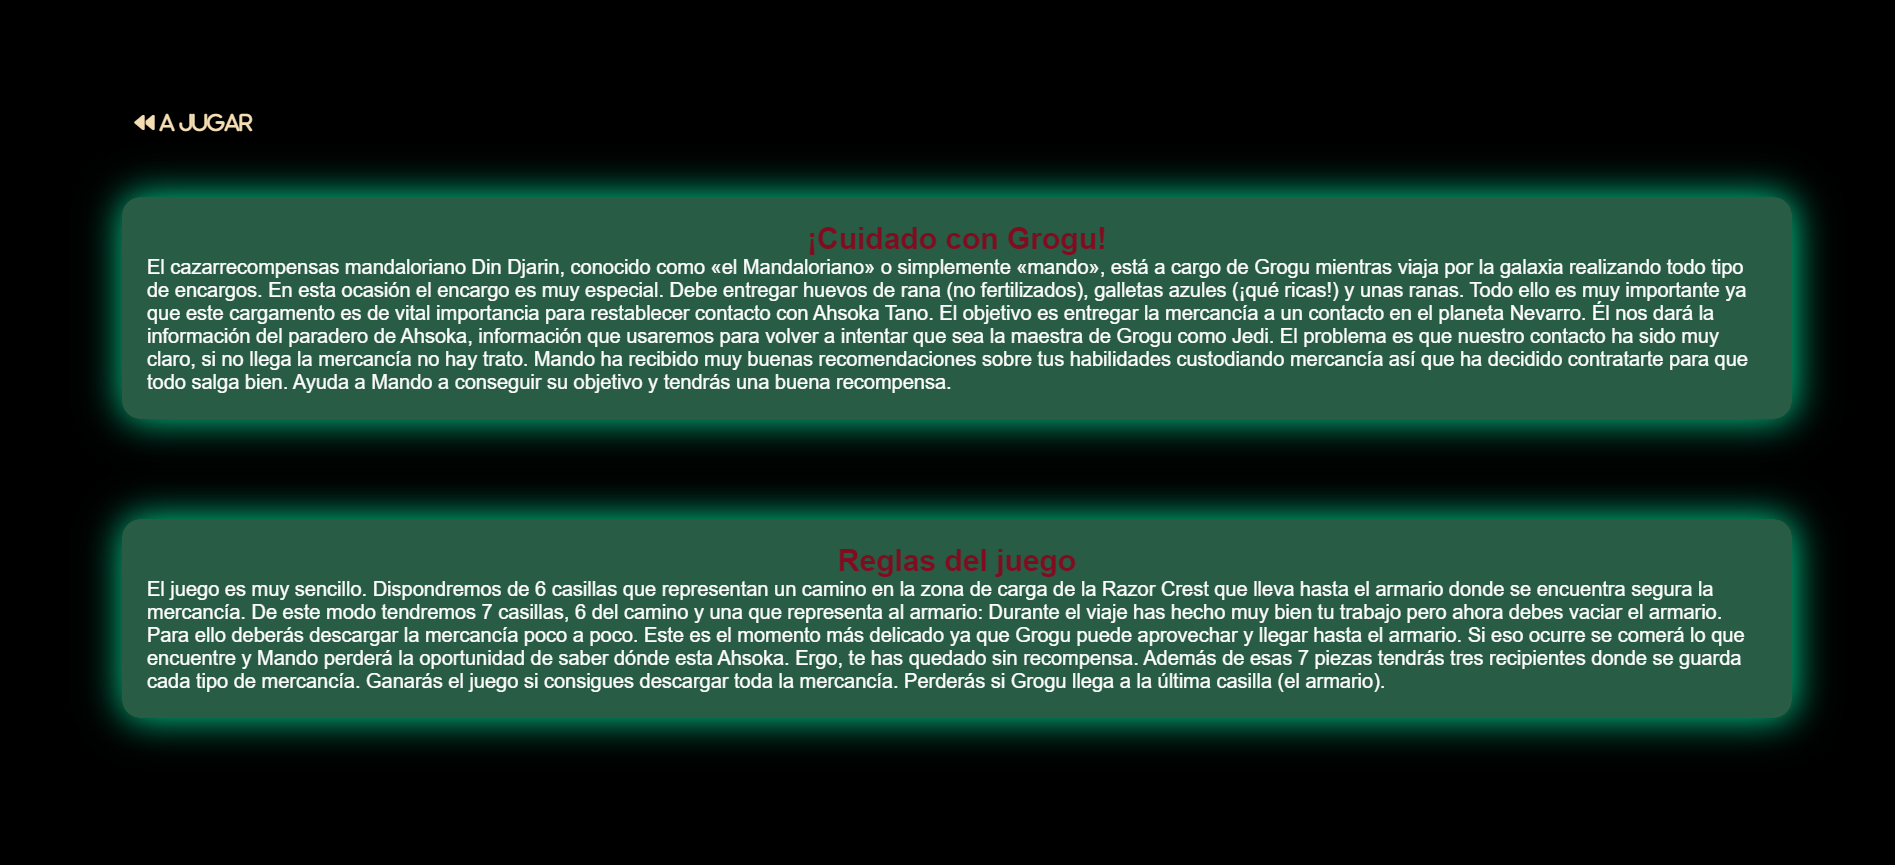 A JUGAR
¡Cuidado con Grogu!
El cazarrecompensas mandaloriano Din Djarin, conocido como «el Mandaloriano» o simplemente «mando», está a cargo de Grogu mientras viaja por la galaxia realizando todo tipo
de encargos. En esta ocasión el encargo es muy especial. Debe entregar huevos de rana (no fertilizados), galletas azules (¡qué ricas!) y unas ranas. Todo ello es muy importante ya
que este cargamento es de vital importancia para restablecer contacto con Ahsoka Tano. El objetivo es entregar la mercancía a un contacto en el planeta Nevarro. Él nos dará la
información del paradero de Ahsoka, información que usaremos para volver a intentar que sea la maestra de Grogu como Jedi. El problema es que nuestro contacto ha sido muy
claro, si no llega la mercancía no hay trato. Mando ha recibido muy buenas recomendaciones sobre tus habilidades custodiando mercancía así que ha decidido contratarte para que
todo salga bien. Ayuda a Mando a conseguir su objetivo y tendrás una buena recompensa.
Reglas del juego
El juego es muy sencillo. Dispondremos de 6 casillas que representan un camino en la zona de carga de la Razor Crest que lleva hasta el armario donde se encuentra segura la
mercancía. De este modo tendremos 7 casillas, 6 del camino y una que representa al armario: Durante el viaje has hecho muy bien tu trabajo pero ahora debes vaciar el armario.
Para ello deberás descargar la mercancía poco a poco. Este es el momento más delicado ya que Grogu puede aprovechar y llegar hasta el armario. Si eso ocurre se comerá lo que
encuentre y Mando perderá la oportunidad de saber dónde esta Ahsoka. Ergo, te has quedado sin recompensa. Además de esas 7 piezas tendrás tres recipientes donde se guarda
cada tipo de mercancía. Ganarás el juego si consigues descargar toda la mercancía. Perderás si Grogu llega a la última casilla (el armario).